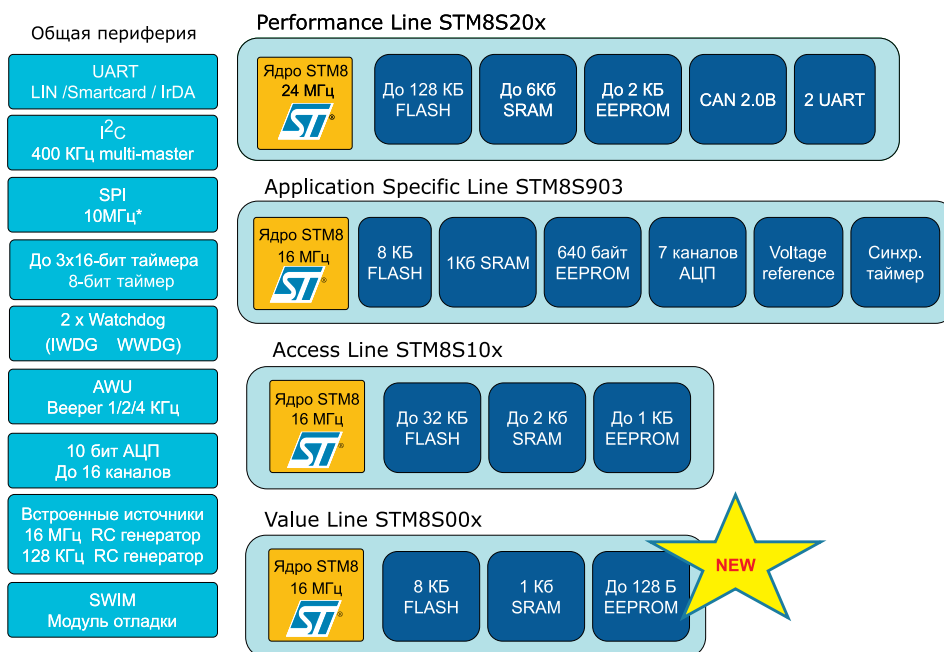 Общая периферия
UART
LIN /Smartcard / IrDA
I²C
400 КГц multi-master
SPI
10МГц*
До 3x16-бит таймера
8-бит таймер
2 x Watchdog
(IWDG WWDG)
AWU
Beeper 1/2/4 КГц
10 бит АЦП
До 16 каналов
Встроенные источники
16 МГц RC генератор
128 КГц RC генератор
SWIM
Модуль отладки
Performance Line STM8S20x
Ядро STM8
24 МГц
ST®
До 128 КБ
FLASH
До 6Кб
SRAM
До 2 КБ
EEPROM
CAN 2.0B
2 UART
Application Specific Line STM8S903
Ядро STM8
16 МГц
ST®
8 КБ
FLASH
1Кб SRAM
640 байт
EEPROM
7 каналов
АЦП
Voltage
reference
Синхр.
таймер
Access Line STM8S10x
Ядро STM8
16 МГц
ST®
До 32 КБ
FLASH
До 2 Кб
SRAM
До 1 КБ
EEPROM
Value Line STM8S00x
Ядро STM8
16 МГц
ST®
8 КБ
FLASH
1 Кб
SRAM
До 128 Б
EEPROM
NEW